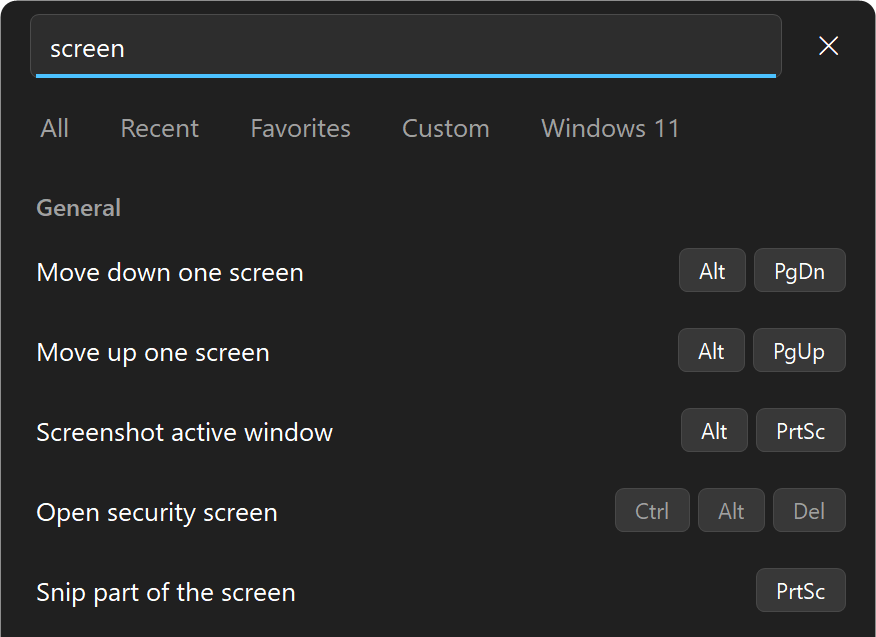 screen
All Recent Favorites Custom Windows 11
General
Move down one screen Alt PgDn
Move up one screen Alt PgUp
Screenshot active window Alt PrtSc
Open security screen Ctrl Alt Del
Snip part of the screen PrtSc